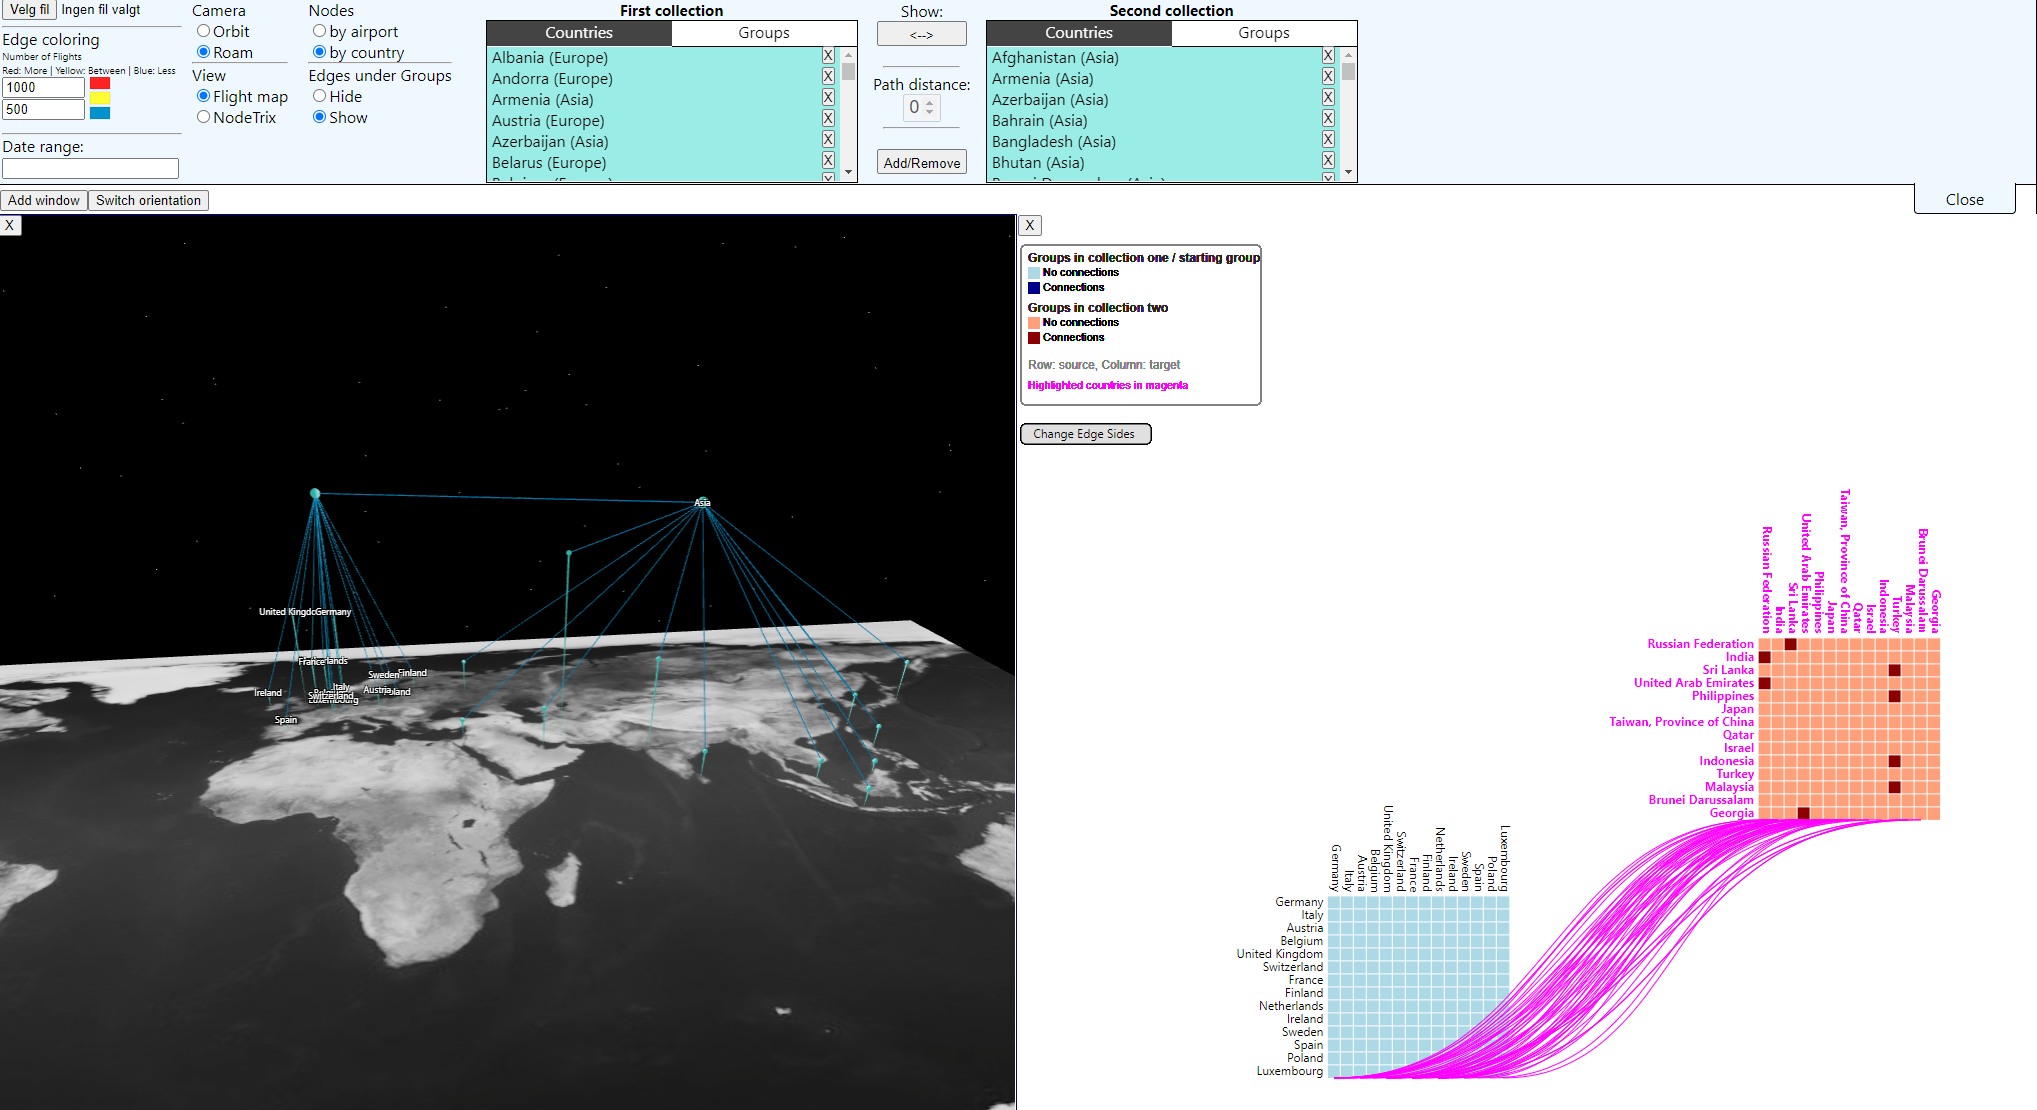 Velg fil Ingen fil valgt
Edge coloring
Number of Flights
Red: More | Yellow: Between | Blue: Less
1000
500
Date range:
Camera
Orbit
Roam
View
Flight map
NodeTrix
Nodes
by airport
by country
Edges under Groups
Hide
Show
First collection
Countries Groups
Albania (Europe) X
Andorra (Europe) X
Armenia (Asia) X
Austria (Europe) X
Azerbaijan (Asia) X
Belarus (Europe) X
Show:
<-->
Path distance:
0
Add/Remove
Second collection
Countries Groups
Afghanistan (Asia) X
Armenia (Asia) X
Azerbaijan (Asia) X
Bahrain (Asia) X
Bangladesh (Asia) X
Bhutan (Asia) X
Add window Switch orientation
Close
X
Asia
Germany
France
Sweden
Finland
Italy
Ireland
Austria
Switzerland
Luxembourg
Spain
X
Groups in collection one / starting group
No connections
Connections
Groups in collection two
No connections
Connections
Row: source, Column: target
Highlighted countries in magenta
Change Edge Sides
Russian Federation
India
Sri Lanka
United Arab Emirates
Philippines
Japan
Taiwan, Province of China
Qatar
Israel
Indonesia
Turkey
Malaysia
Brunei Darussalam
Georgia
Russian Federation
India
Sri Lanka
United Arab Emirates
Philippines
Japan
Taiwan, Province of China
Qatar
Israel
Indonesia
Turkey
Malaysia
Brunei Darussalam
Georgia
Germany
Italy
Austria
Belgium
United Kingdom
Switzerland
France
Finland
Netherlands
Ireland
Sweden
Spain
Poland
Luxembourg
Germany
Italy
Austria
Belgium
United Kingdom
Switzerland
France
Finland
Netherlands
Ireland
Sweden
Spain
Poland
Luxembourg